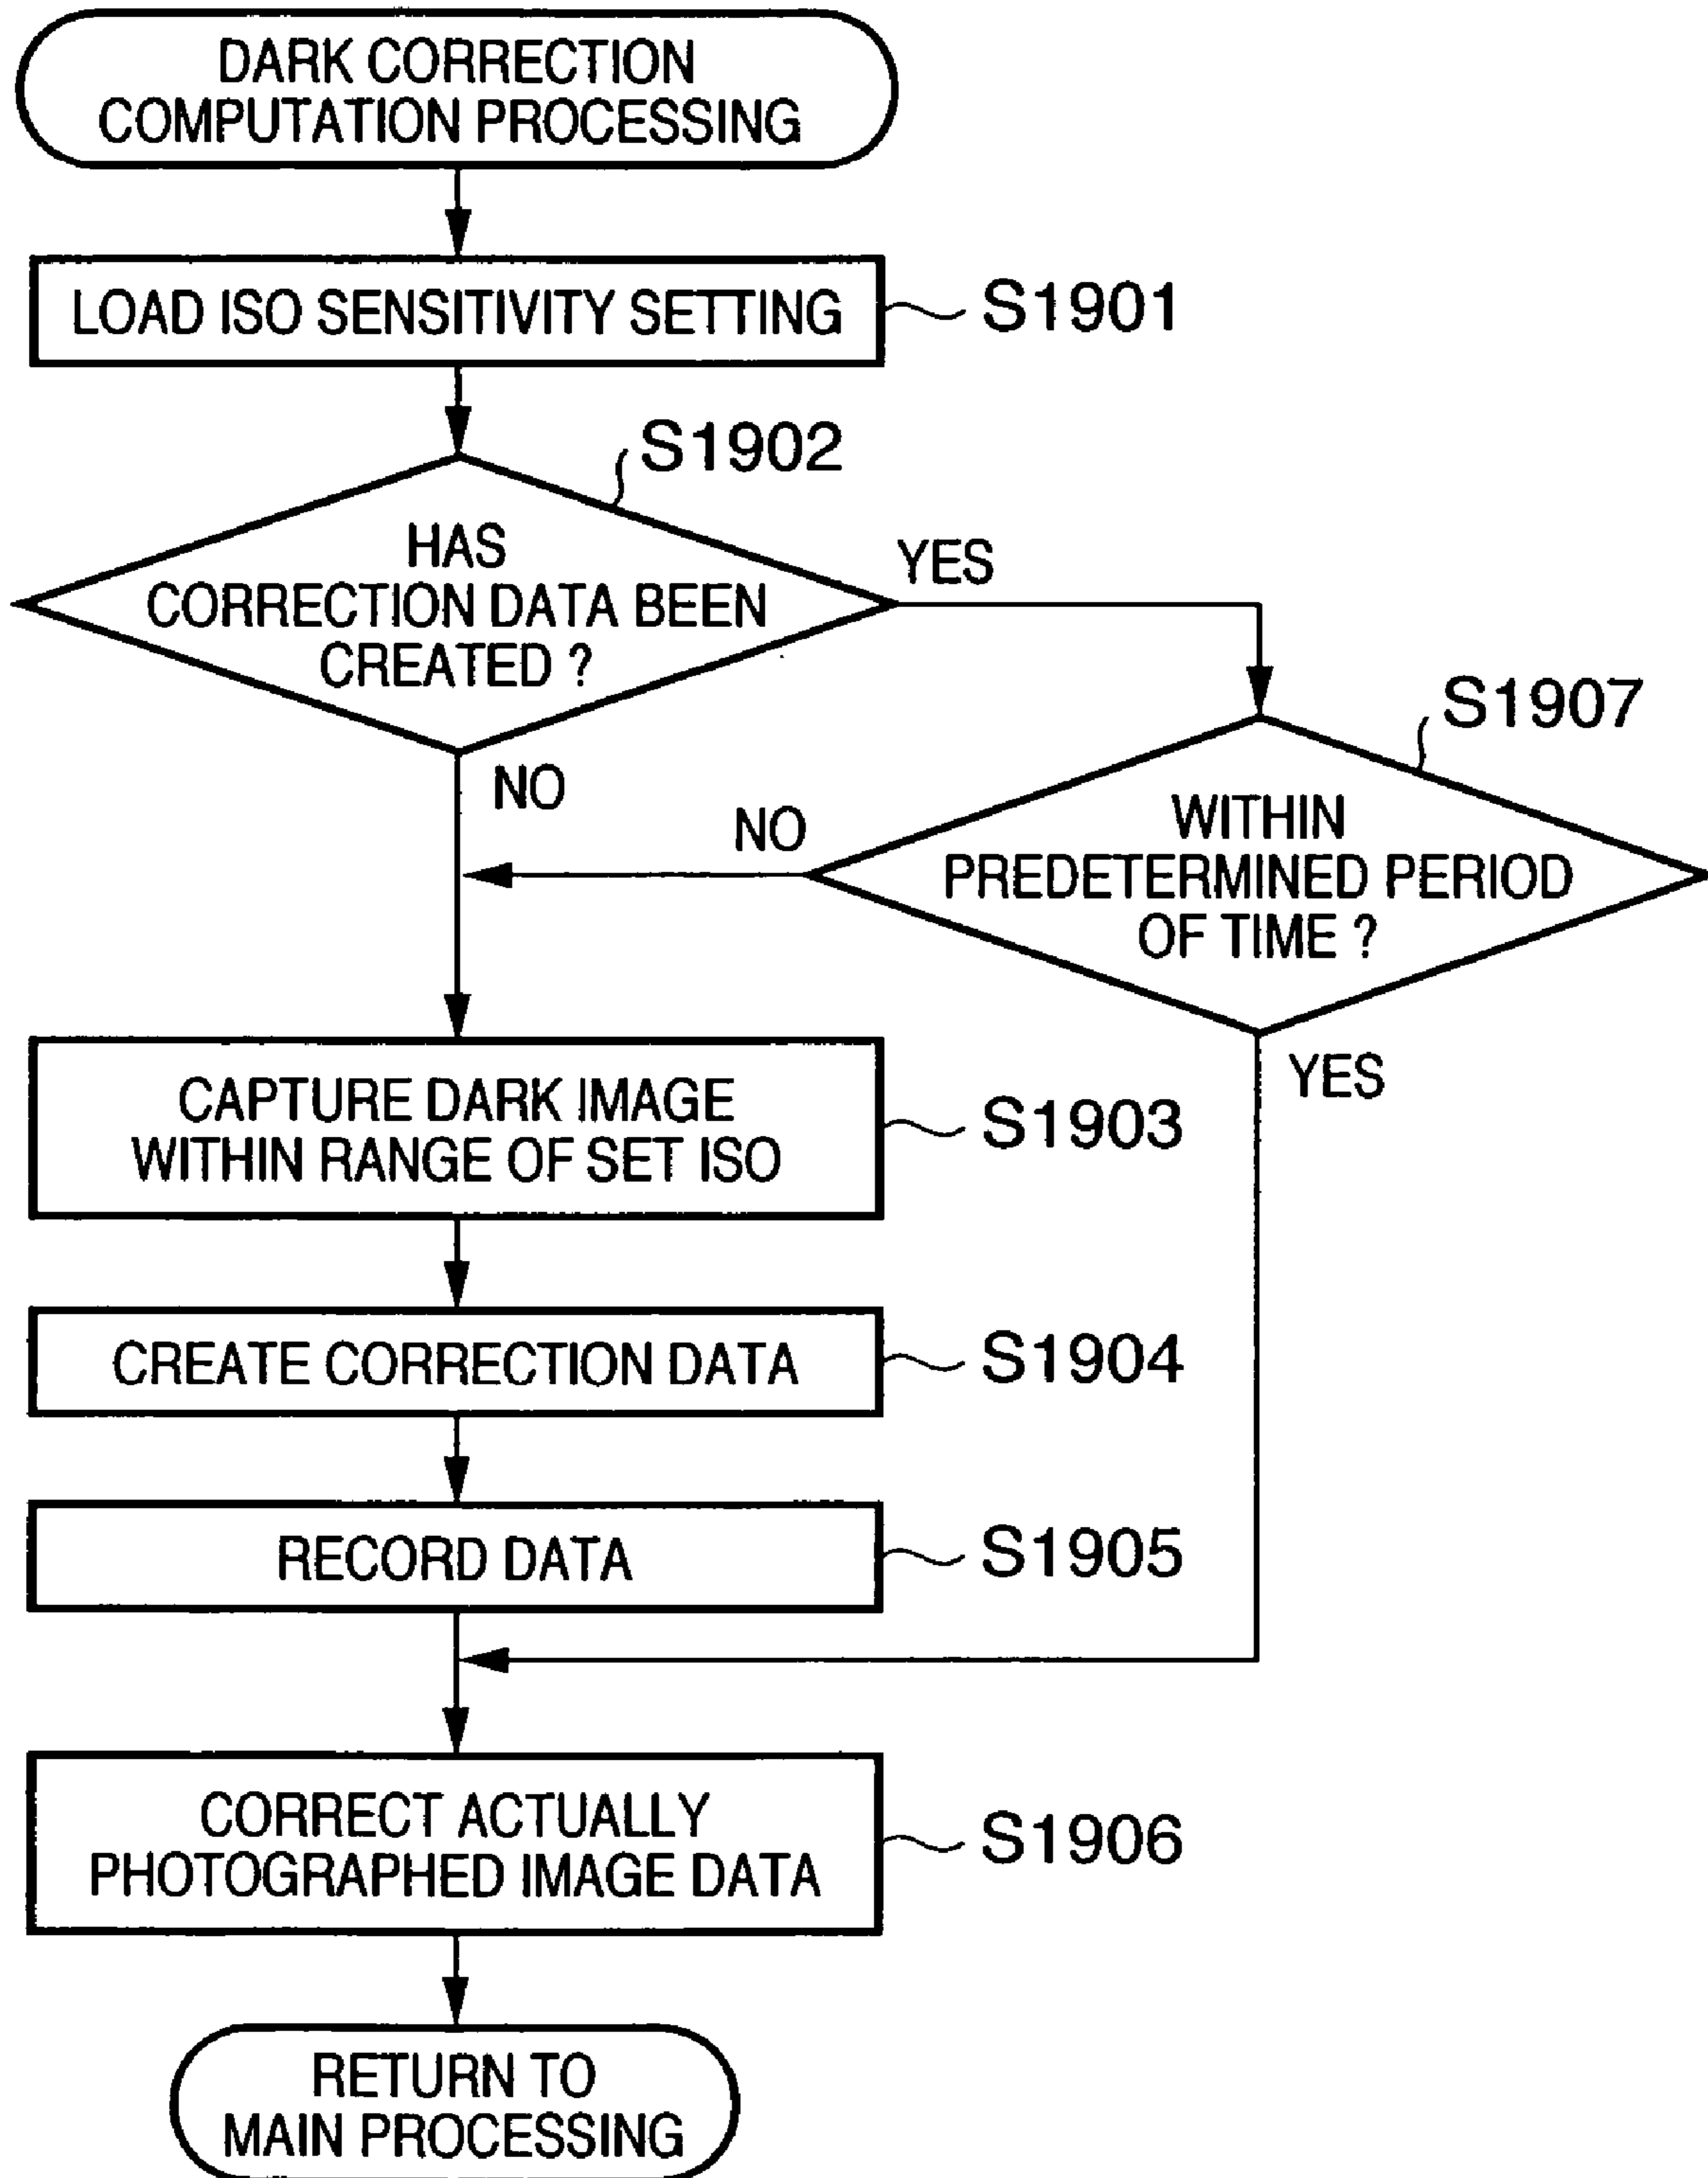 DARK CORRECTION
COMPUTATION PROCESSING
LOAD ISO SENSITIVITY SETTING
S1901
S1902
HAS
CORRECTION DATA BEEN
CREATED ?
YES
NO
S1907
WITHIN
PREDETERMINED PERIOD
OF TIME ?
NO
YES
CAPTURE DARK IMAGE
WITHIN RANGE OF SET ISO
S1903
CREATE CORRECTION DATA
S1904
RECORD DATA
S1905
CORRECT ACTUALLY
PHOTOGRAPHED IMAGE DATA
S1906
RETURN TO
MAIN PROCESSING